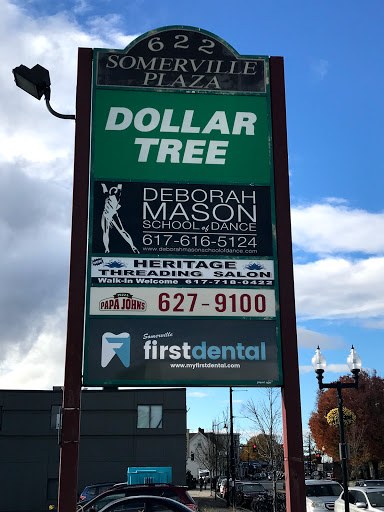 622
SOMERVILLE
PLAZA
DOLLAR
TREE
DEBORAH
MASON
SCHOOL of DANCE
617-616-5124
www.deborahmasonschoolofdance.com
HERITAGE
THREADING SALON
Walk-in Welcome 617-718-0422
PAPA JOHNS 627-9100
Somerville
firstdental
www.myfirstdental.com